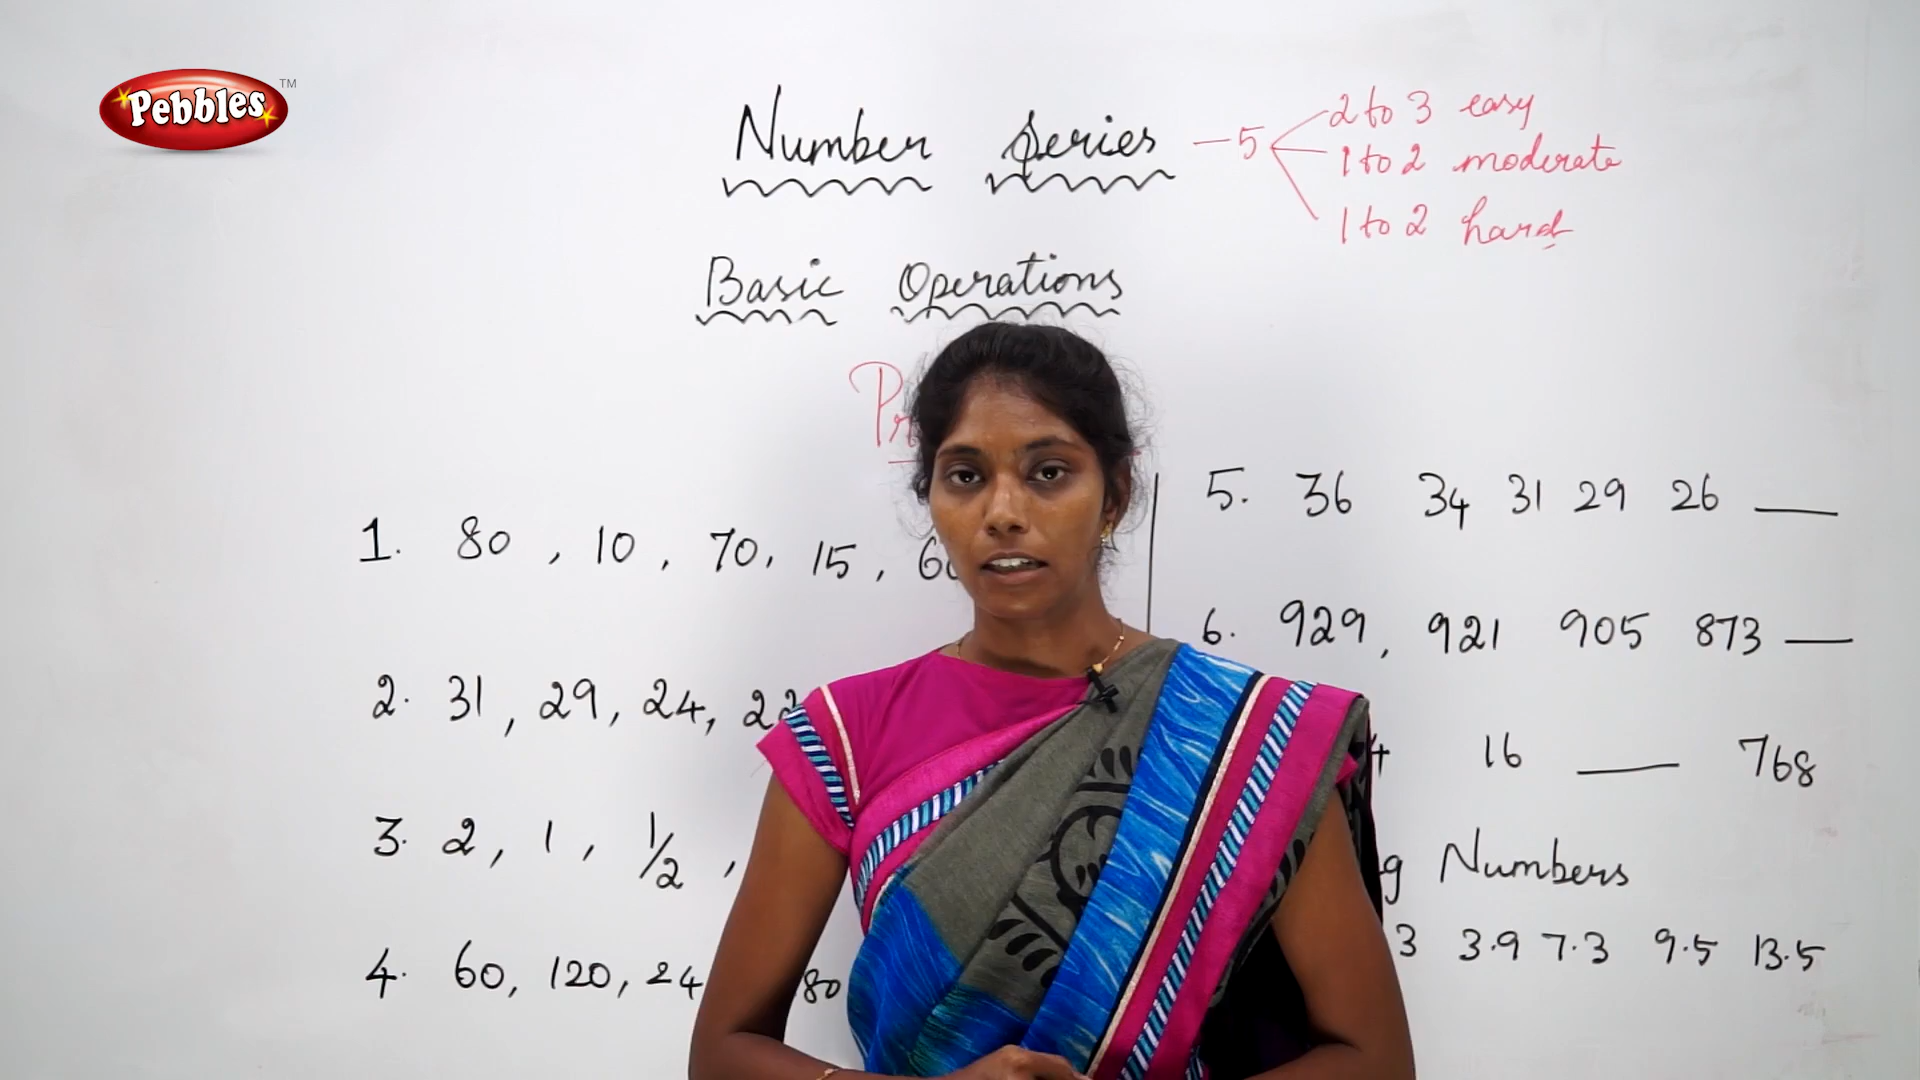 Pebbles TM
Number Series — 5
2 to 3 easy
1 to 2 moderate
1 to 2 hard
Basic Operations
1. 80 , 10 , 70, 15 ,
2. 31 , 29 , 24,
3. 2 , 1 , 1/2 ,
4. 60, 120,
5. 36 34 31 29 26 ___
6. 929, 921 905 873 ___
16 ___ 768
Numbers
3.9 7.3 9.5 13.5